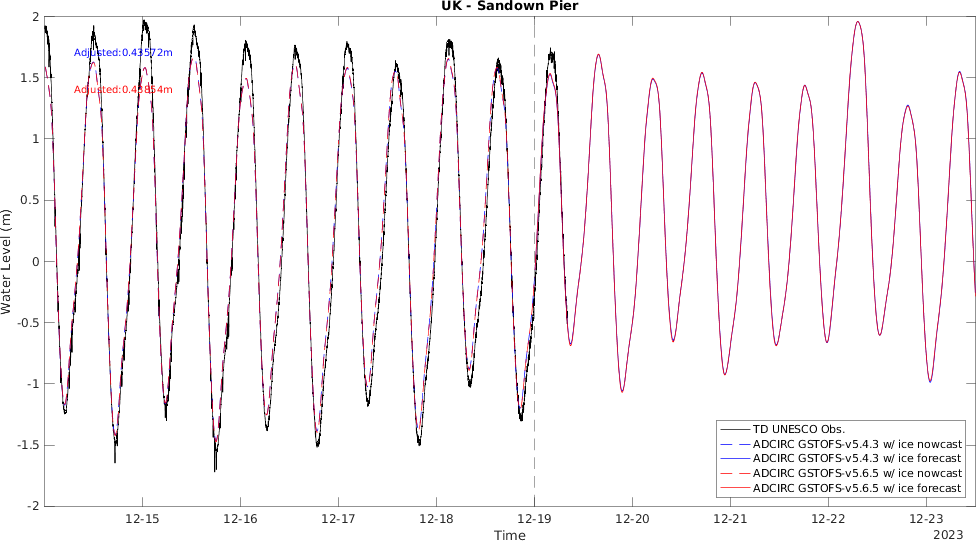 UK - Sandown Pier
2
1.5
1
0.5
0
-0.5
-1
-1.5
-2
Water Level (m)
Adjusted:0.43572m
Adjusted:0.43854m
TD UNESCO Obs.
ADCIRC GSTOFS-v5.4.3 w/ ice nowcast
ADCIRC GSTOFS-v5.4.3 w/ ice forecast
ADCIRC GSTOFS-v5.6.5 w/ ice nowcast
ADCIRC GSTOFS-v5.6.5 w/ ice forecast
12-15 12-16 12-17 12-18 12-19 12-20 12-21 12-22 12-23
Time
2023